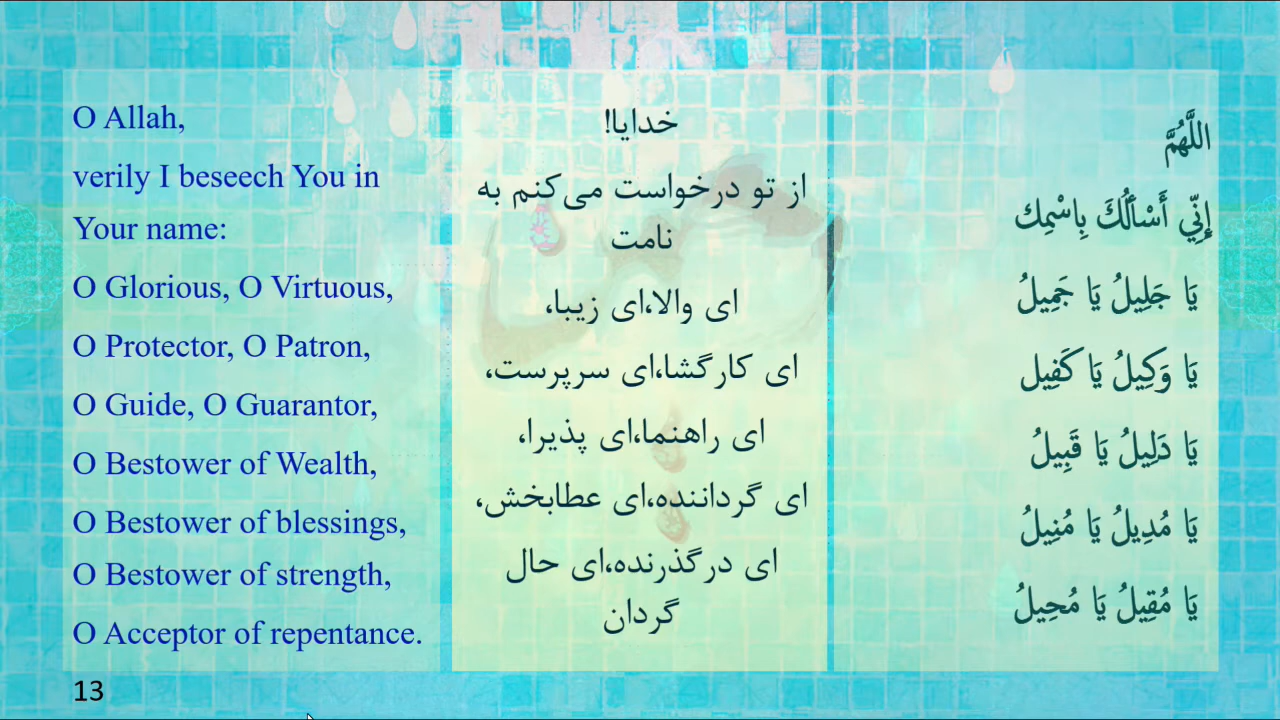 O Allah,
verily I beseech You in
Your name:
O Glorious, O Virtuous,
O Protector, O Patron,
O Guide, O Guarantor,
O Bestower of Wealth,
O Bestower of blessings,
O Bestower of strength,
O Acceptor of repentance.
خدایا!
از تو درخواست می‌کنم به
نامت
ای والا،ای زیبا،
ای کارگشا،ای سرپرست،
ای راهنما،ای پذیرا،
ای گرداننده،ای عطابخش،
ای درگذرنده،ای حال
گردان
اللَّهُمَّ
إِنِّي أَسْأَلُكَ بِاسْمِك
يَا جَلِيلُ يَا جَمِيلُ
يَا وَكِيلُ يَا كَفِيل
يَا دَلِيلُ يَا قَبِيلُ
يَا مُدِيلُ يَا مُنِيلُ
يَا مُقِيلُ يَا مُحِيلُ
13